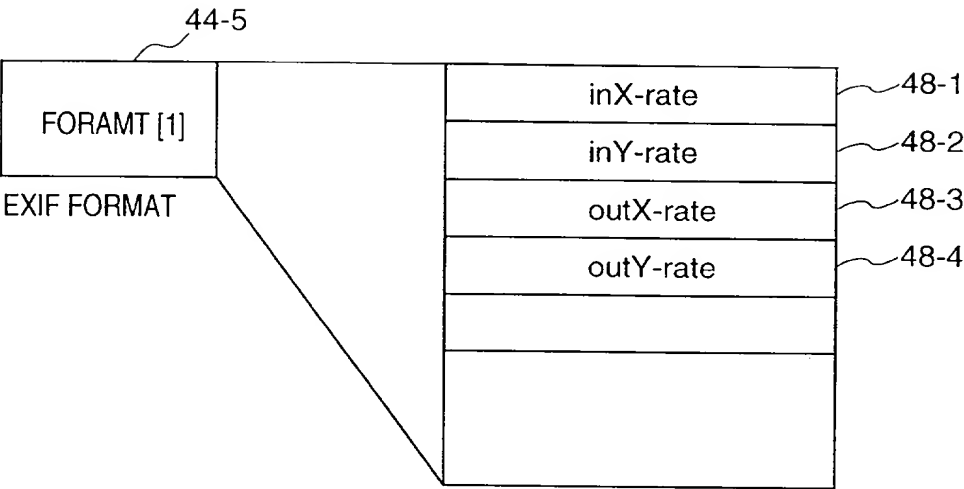 44-5
FORAMT [1]
EXIF FORMAT
inX-rate
48-1
inY-rate
48-2
outX-rate
48-3
outY-rate
48-4